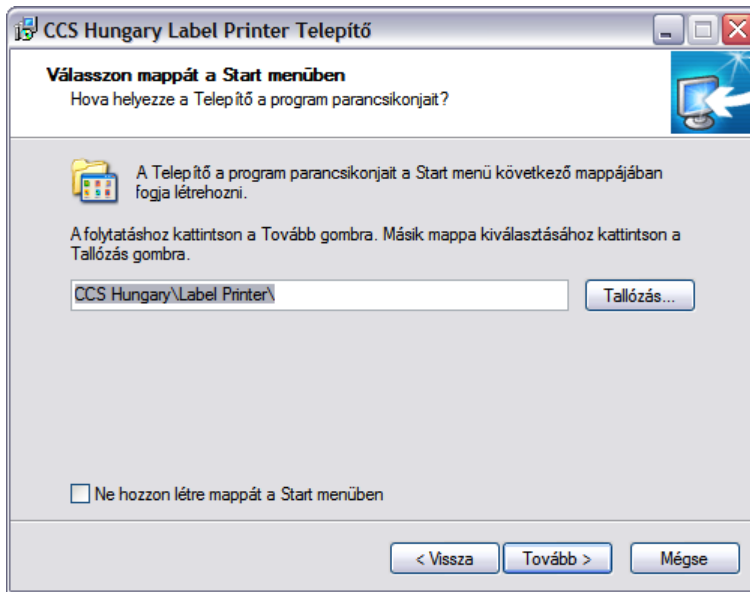 CCS Hungary Label Printer Telepítő
Válasszon mappát a Start menüben
Hova helyezze a Telepítő a program parancsikonjait?
A Telepítő a program parancsikonjait a Start menü következő mappájában
fogja létrehozni.
A folytatáshoz kattintson a Tovább gombra. Másik mappa kiválasztásához kattintson a
Tallózás gombra.
CCS Hungary\Label Printer\
Tallózás...
Ne hozzon létre mappát a Start menüben
< Vissza
Tovább >
Mégse